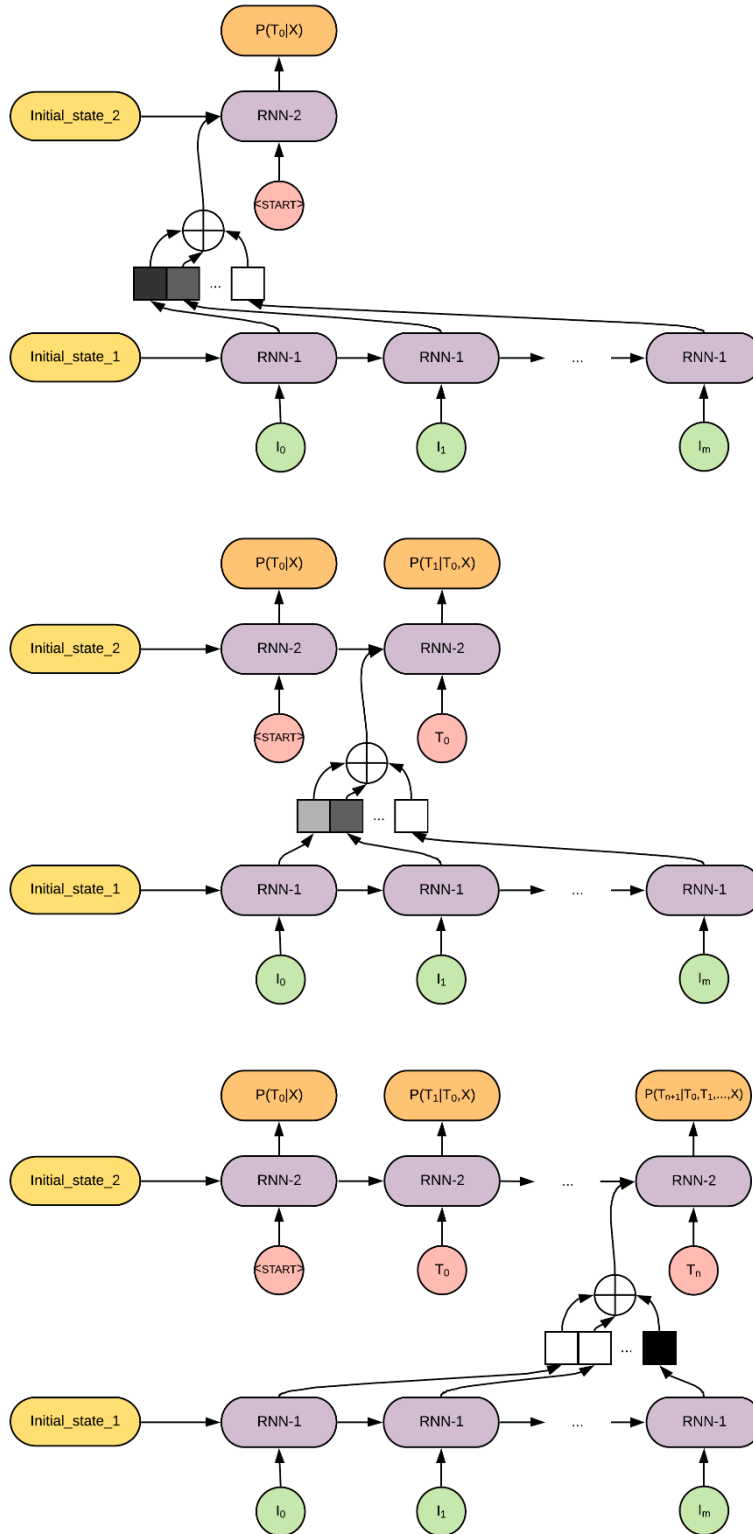 P(T₀|X)
Initial_state_2 RNN-2
<START>
...
Initial_state_1 RNN-1 RNN-1 ... RNN-1
I₀ I₁ Iₘ
P(T₀|X) P(T₁|T₀,X)
Initial_state_2 RNN-2 RNN-2
<START> T₀
...
Initial_state_1 RNN-1 RNN-1 ... RNN-1
I₀ I₁ Iₘ
P(T₀|X) P(T₁|T₀,X) P(Tₙ₊₁|T₀,T₁,...,X)
Initial_state_2 RNN-2 RNN-2 ... RNN-2
<START> T₀ Tₙ
...
Initial_state_1 RNN-1 RNN-1 ... RNN-1
I₀ I₁ Iₘ